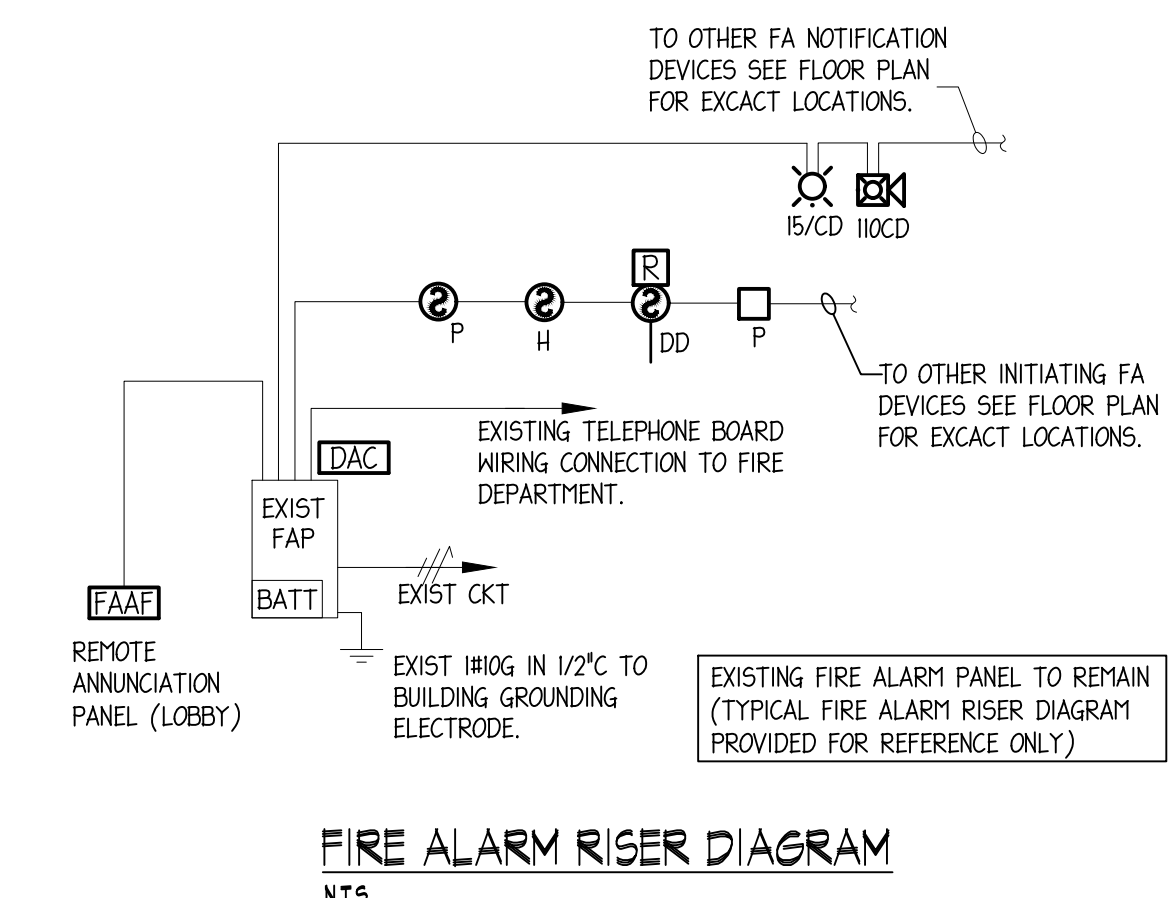 TO OTHER FA NOTIFICATION
DEVICES SEE FLOOR PLAN
FOR EXCACT LOCATIONS.
15/CD
110CD
R
P
H
DD
P
TO OTHER INITIATING FA
DEVICES SEE FLOOR PLAN
FOR EXCACT LOCATIONS.
EXISTING TELEPHONE BOARD
WIRING CONNECTION TO FIRE
DEPARTMENT.
DAC
EXIST
FAP
BATT
EXIST CKT
FAAF
REMOTE
ANNUNCIATION
PANEL (LOBBY)
EXIST 1#10G IN 1/2"C TO
BUILDING GROUNDING
ELECTRODE.
EXISTING FIRE ALARM PANEL TO REMAIN
(TYPICAL FIRE ALARM RISER DIAGRAM
PROVIDED FOR REFERENCE ONLY)
FIRE ALARM RISER DIAGRAM
NTS